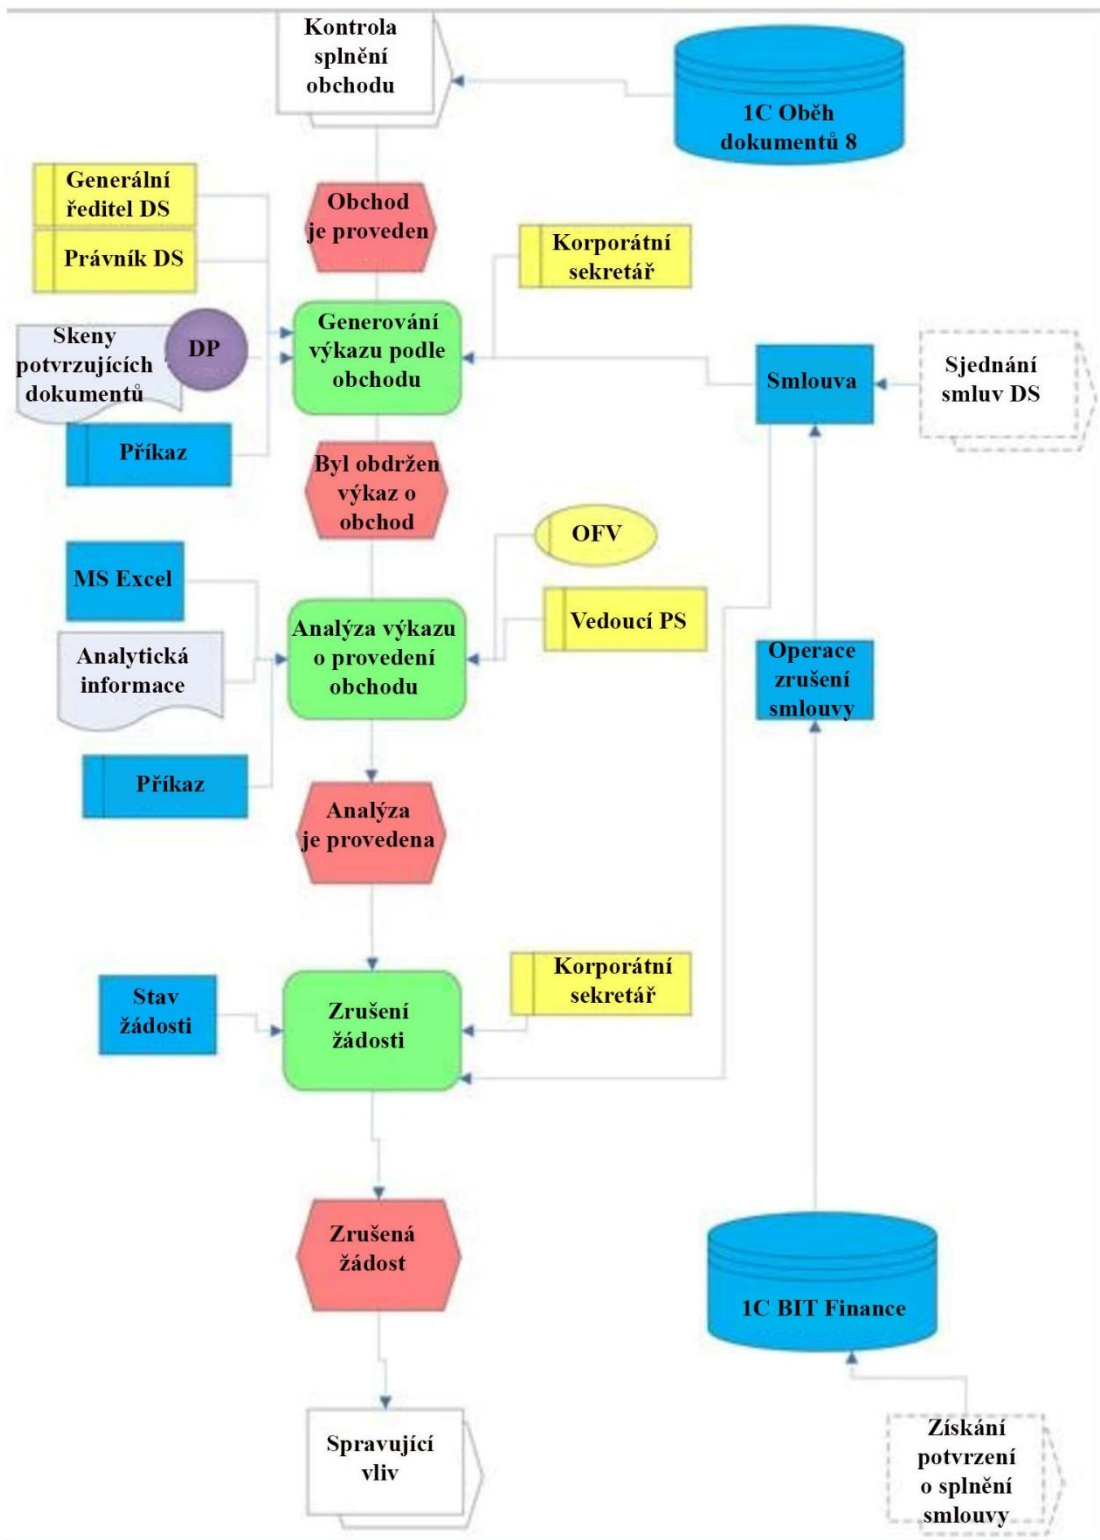 Kontrola
splnění
obchodu
1C Oběh
dokumentů 8
Generální
ředitel DS
Právník DS
Obchod
je proveden
Korporátní
sekretář
Skeny
potvrzujících
dokumentů
DP
Generování
výkazu podle
obchodu
Smlouva
Sjednání
smluv DS
Příkaz
Byl obdržen
výkaz o
obchod
OFV
MS Excel
Analýza výkazu
o provedení
obchodu
Vedoucí PS
Analytická
informace
Operace
zrušení
smlouvy
Příkaz
Analýza
je provedena
Korporátní
sekretář
Stav
žádosti
Zrušení
žádosti
Zrušená
žádost
1C BIT Finance
Spravující
vliv
Získání
potvrzení
o splnění
smlouvy